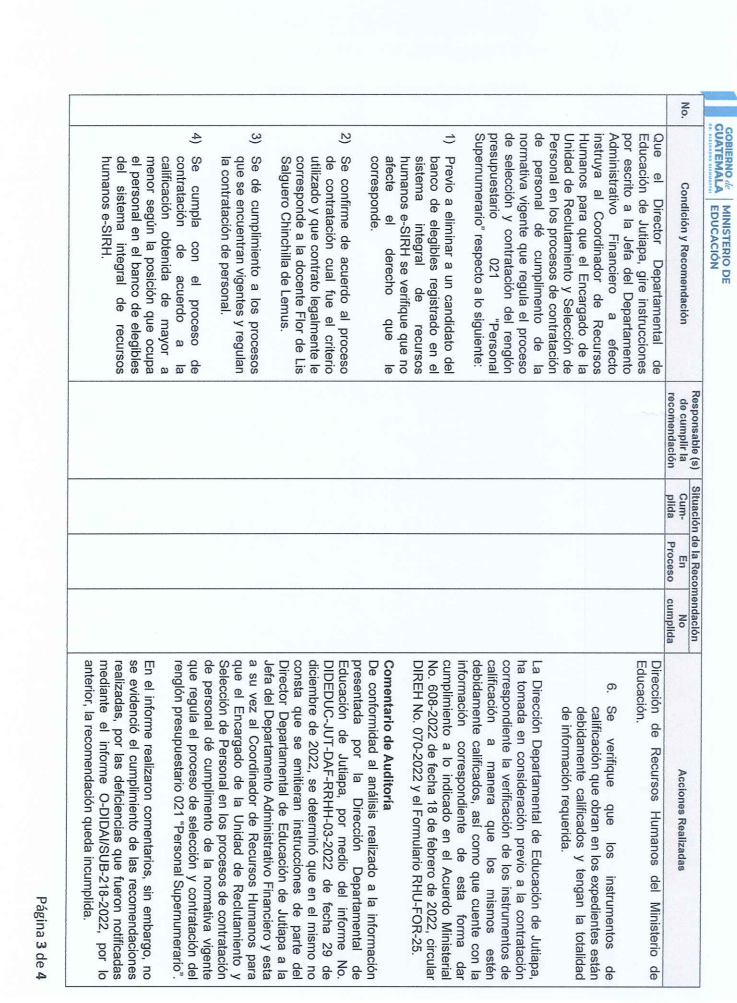 GOBIERNO de
GUATEMALA
DR. ALEJANDRO GIAMMATTEI
MINISTERIO DE
EDUCACIÓN
No.
Condición y Recomendación
Responsable (s)
de cumplir la
recomendación
Situación de la Recomendación
Cum-
plida
En
Proceso
No
cumplida
Acciones Realizadas
Que el Director Departamental de
Educación de Jutiapa, gire instrucciones
por escrito a la Jefa del Departamento
Administrativo Financiero a efecto
instruya al Coordinador de Recursos
Humanos para que el Encargado de la
Unidad de Reclutamiento y Selección de
Personal en los procesos de contratación
de personal dé cumplimento de la
normativa vigente que regula el proceso
de selección y contratación del renglón
presupuestario 021 "Personal
Supernumerario" respecto a lo siguiente:
1) Previo a eliminar a un candidato del
banco de elegibles registrado en el
sistema integral de recursos
humanos e-SIRH se verifique que no
afecte el derecho que le
corresponde.
2) Se confirme de acuerdo al proceso
de contratación cual fue el criterio
utilizado y que contrato legalmente le
corresponde a la docente Flor de Lis
Salguero Chinchilla de Lemus.
3) Se dé cumplimiento a los procesos
que se encuentran vigentes y regulan
la contratación de personal.
4) Se cumpla con el proceso de
contratación de acuerdo a la
calificación obtenida de mayor a
menor según la posición que ocupa
el personal en el banco de elegibles
del sistema integral de recursos
humanos e-SIRH.
Dirección de Recursos Humanos del Ministerio de
Educación.
6. Se verifique que los instrumentos de
calificación que obran en los expedientes están
debidamente calificados y tengan la totalidad
de información requerida.
La Dirección Departamental de Educación de Jutiapa,
ha tomada en consideración previo a la contratación
correspondiente la verificación de los instrumentos de
calificación a manera que los mismos estén
debidamente calificados, así como que cuente con la
información correspondiente de esta forma dar
cumplimiento a lo indicado en el Acuerdo Ministerial
No. 608-2022 de fecha 18 de febrero de 2022, circular
DIREH No. 070-2022 y el Formulario RHU-FOR-25.
Comentario de Auditoría
De conformidad al análisis realizado a la información
presentada por la Dirección Departamental de
Educación de Jutiapa, por medio del informe No.
DIDEDUC-JUT-DAF-RRHH-03-2022 de fecha 29 de
diciembre de 2022, se determinó que en el mismo no
consta que se emitieran instrucciones de parte del
Director Departamental de Educación de Jutiapa a la
Jefa del Departamento Administrativo Financiero y esta
a su vez al Coordinador de Recursos Humanos para
que el Encargado de la Unidad de Reclutamiento y
Selección de Personal en los procesos de contratación
de personal dé cumplimento de la normativa vigente
que regula el proceso de selección y contratación del
renglón presupuestario 021 "Personal Supernumerario".
En el informe realizaron comentarios, sin embargo, no
se evidenció el cumplimiento de las recomendaciones
realizadas, por las deficiencias que fueron notificadas
mediante el informe O-DIDAI/SUB-218-2022, por lo
anterior, la recomendación queda incumplida.
Página 3 de 4